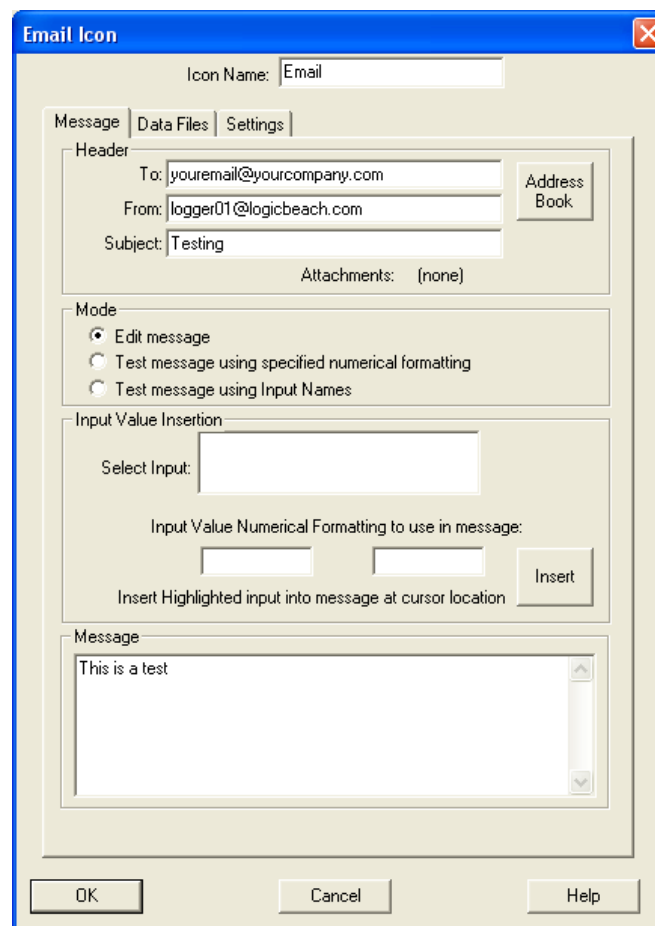 Email Icon
Icon Name: Email
Message Data Files Settings
Header
To: youremail@yourcompany.com
Address Book
From: logger01@logicbeach.com
Subject: Testing
Attachments: (none)
Mode
Edit message
Test message using specified numerical formatting
Test message using Input Names
Input Value Insertion
Select Input:
Input Value Numerical Formatting to use in message:
Insert
Insert Highlighted input into message at cursor location
Message
This is a test
OK Cancel Help